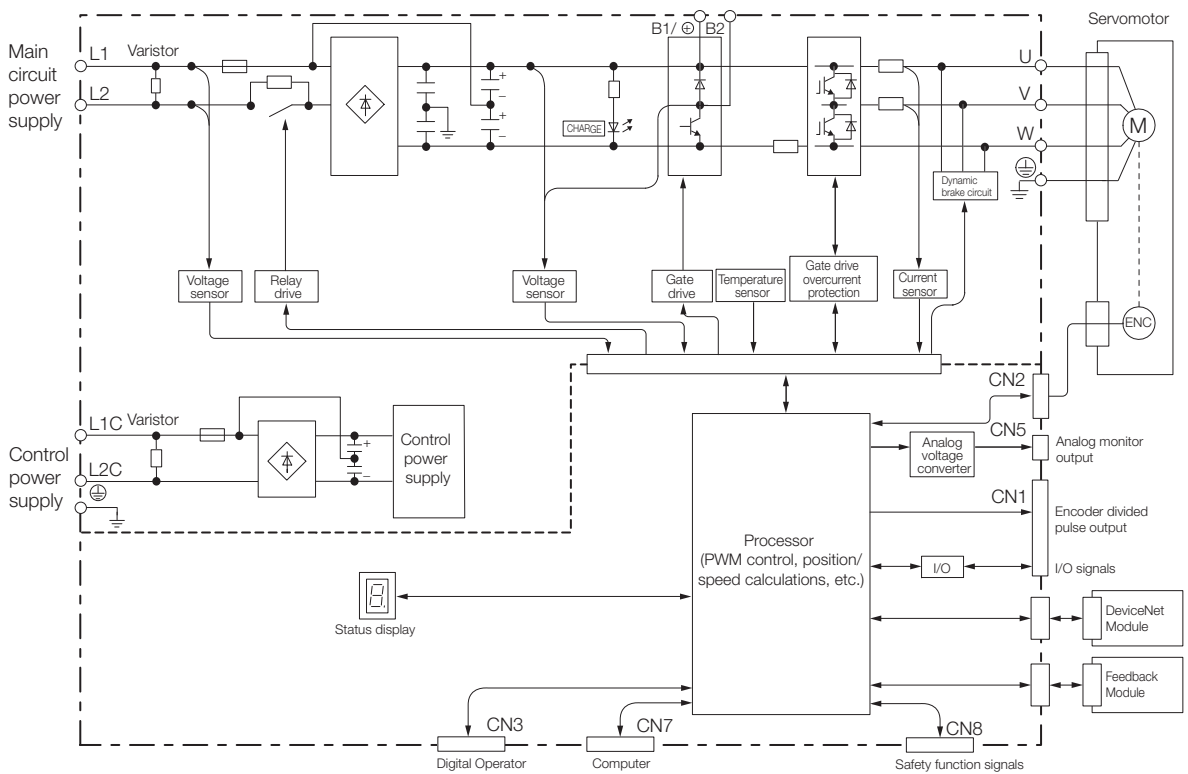 Servomotor
Main
circuit
power
supply
L1
Varistor
L2
B1/ ⊕ B2
CHARGE
+
–
+
–
U
V
W
M
Dynamic
brake circuit
Voltage
sensor
Relay
drive
Voltage
sensor
Gate
drive
Temperature
sensor
Gate drive
overcurrent
protection
Current
sensor
ENC
CN2
Control
power
supply
L1C
Varistor
L2C
+
–
Control
power
supply
CN5
Analog
voltage
converter
Analog monitor
output
CN1
Encoder divided
pulse output
Processor
(PWM control, position/
speed calculations, etc.)
I/O
I/O signals
8.
Status display
DeviceNet
Module
Feedback
Module
CN3
Digital Operator
CN7
Computer
CN8
Safety function signals